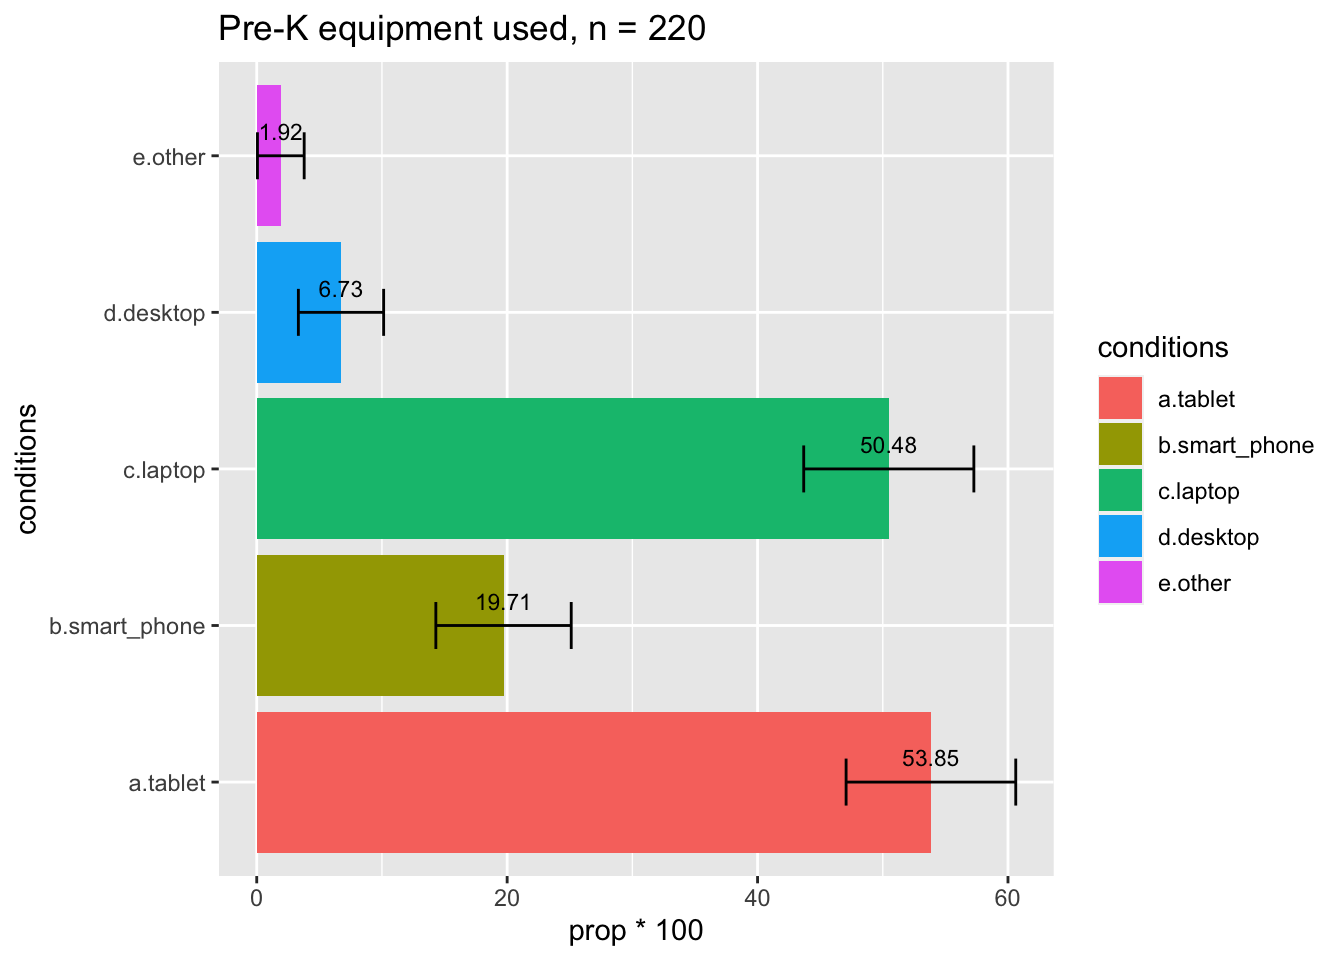 Pre-K equipment used, n = 220
conditions
e.other
d.desktop
c.laptop
b.smart_phone
a.tablet
1.92
6.73
50.48
19.71
53.85
0
20
40
60
prop * 100
conditions
a.tablet
b.smart_phone
c.laptop
d.desktop
e.other